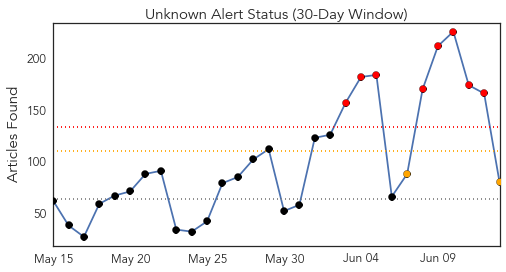 Unknown Alert Status (30-Day Window)
Articles Found
200
150
100
50
May 15 May 20 May 25 May 30 Jun 04 Jun 09